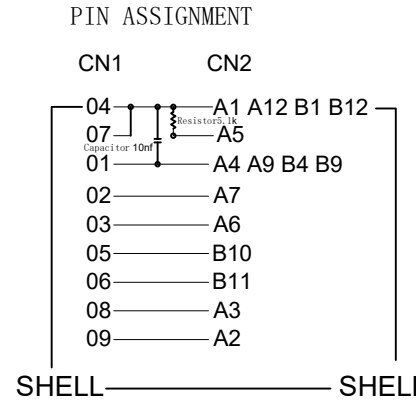 PIN ASSIGNMENT
CN1 CN2
04 A1 A12 B1 B12
Resistor5.1k
07 A5
Capacitor 10nf
01 A4 A9 B4 B9
02 A7
03 A6
05 B10
06 B11
08 A3
09 A2
SHELL SHELL